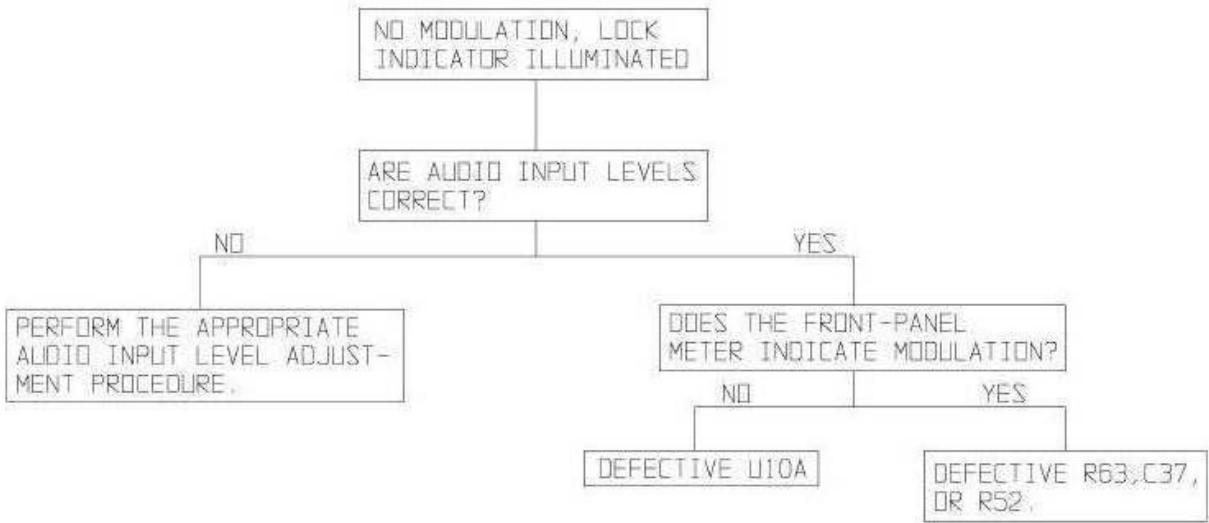 NO MODULATION, LOCK
INDICATOR ILLUMINATED
ARE AUDIO INPUT LEVELS
CORRECT?
NO
YES
PERFORM THE APPROPRIATE
AUDIO INPUT LEVEL ADJUST-
MENT PROCEDURE.
DOES THE FRONT-PANEL
METER INDICATE MODULATION?
NO
YES
DEFECTIVE U10A
DEFECTIVE R63,C37,
OR R52.